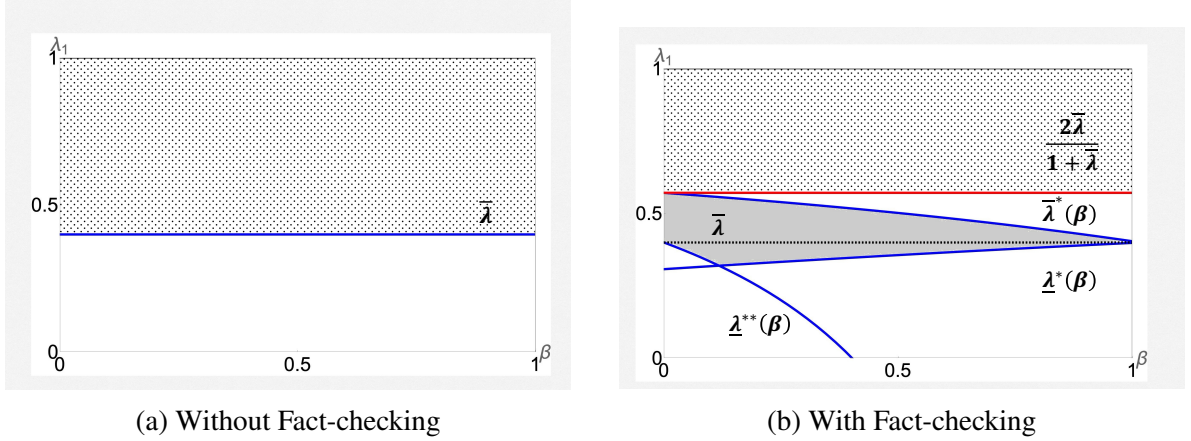 λ₁
1
0.5
λ̅
0
0
0.5
1
β
(a) Without Fact-checking
λ₁
1
2λ̅
1 + λ̅
0.5
λ̅
λ̅*(β)
λ̲*(β)
λ̲**(β)
0
0
0.5
1
β
(b) With Fact-checking